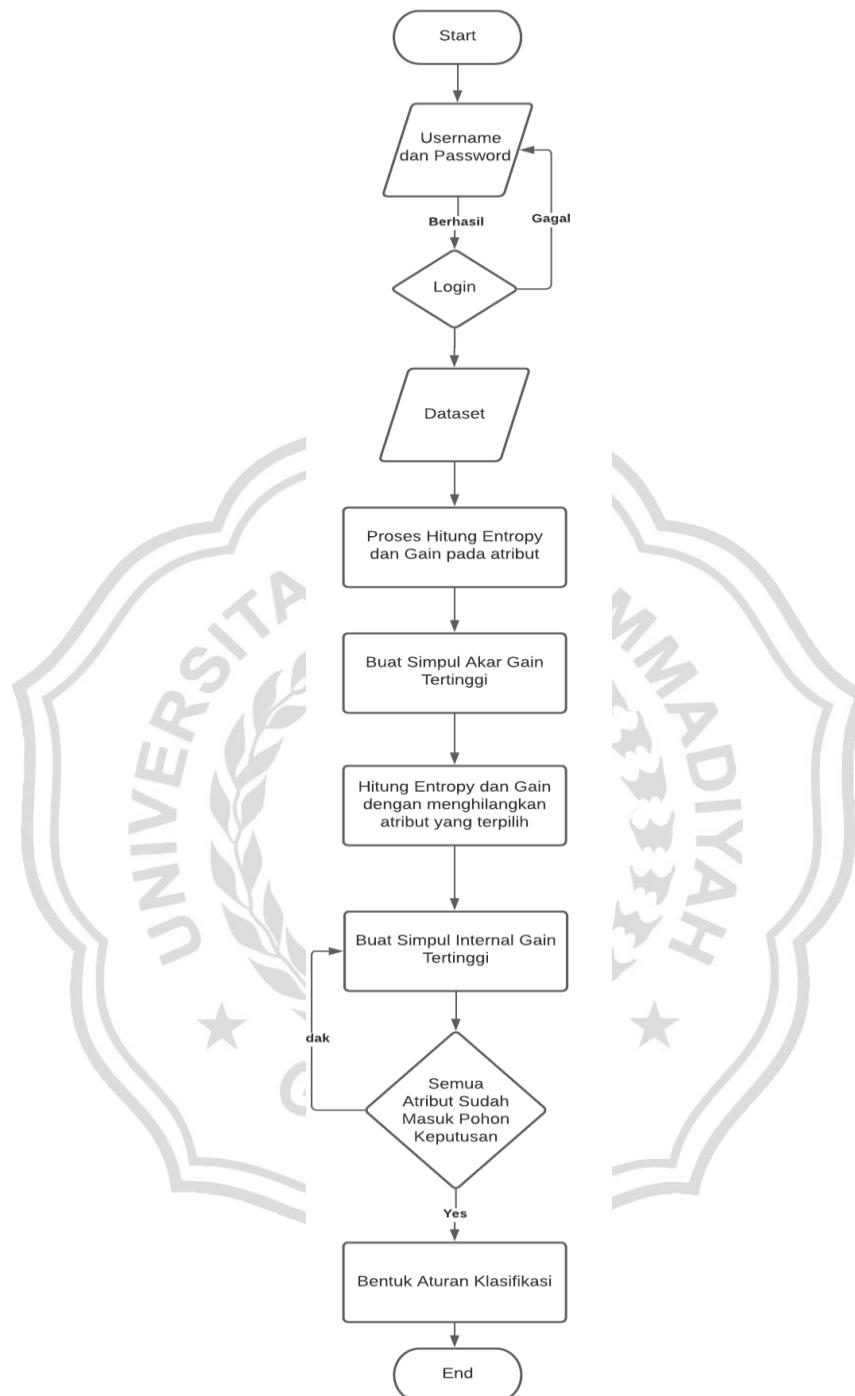 Start
Username
dan Password
Berhasil
Gagal
Login
Dataset
Proses Hitung Entropy
dan Gain pada atribut
Buat Simpul Akar Gain
Tertinggi
Hitung Entropy dan Gain
dengan menghilangkan
atribut yang terpilih
Buat Simpul Internal Gain
Tertinggi
dak
Semua
Atribut Sudah
Masuk Pohon
Keputusan
Yes
Bentuk Aturan Klasifikasi
End
UNIVERSITA
MMADIYAH
G